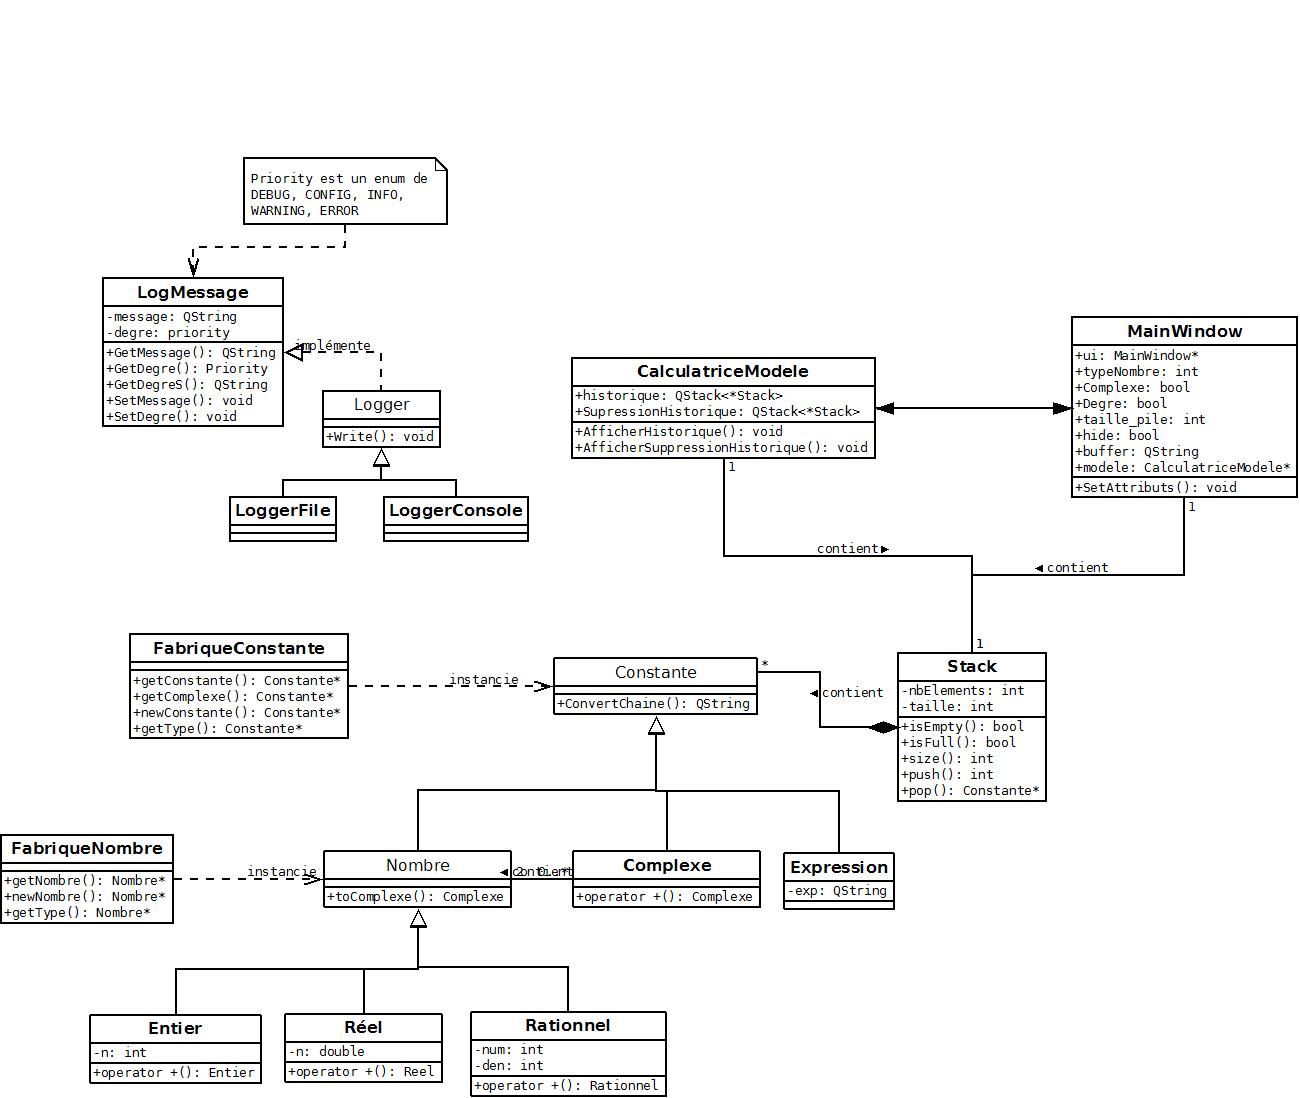 Priority est un enum de
DEBUG, CONFIG, INFO,
WARNING, ERROR
LogMessage
-message: QString
-degre: priority
+GetMessage(): QString
+GetDegre(): Priority
+GetDegreS(): QString
+SetMessage(): void
+SetDegre(): void
implémente
Logger
+Write(): void
LoggerFile
LoggerConsole
CalculatriceModele
+historique: QStack<*Stack>
+SupressionHistorique: QStack<*Stack>
+AfficherHistorique(): void
+AfficherSuppressionHistorique(): void
1
MainWindow
+ui: MainWindow*
+typeNombre: int
+Complexe: bool
+Degre: bool
+taille_pile: int
+hide: bool
+buffer: QString
+modele: CalculatriceModele*
+SetAttributs(): void
1
contient
contient
1
Stack
-nbElements: int
-taille: int
+isEmpty(): bool
+isFull(): bool
+size(): int
+push(): int
+pop(): Constante*
contient
*
FabriqueConstante
+getConstante(): Constante*
+getComplexe(): Constante*
+newConstante(): Constante*
+getType(): Constante*
instancie
Constante
+ConvertChaine(): QString
FabriqueNombre
+getNombre(): Nombre*
+newNombre(): Nombre*
+getType(): Nombre*
instancie
Nombre
+toComplexe(): Complexe
contient
Complexe
+operator +(): Complexe
Expression
-exp: QString
Entier
-n: int
+operator +(): Entier
Réel
-n: double
+operator +(): Reel
Rationnel
-num: int
-den: int
+operator +(): Rationnel